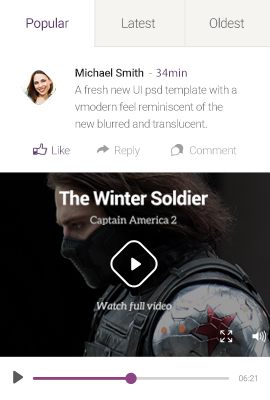 Popular Latest Oldest
Michael Smith - 34min
A fresh new UI psd template with a
vmodern feel reminiscent of the
new blurred and translucent.
Like Reply Comment
The Winter Soldier
Captain America 2
Watch full video
06:21